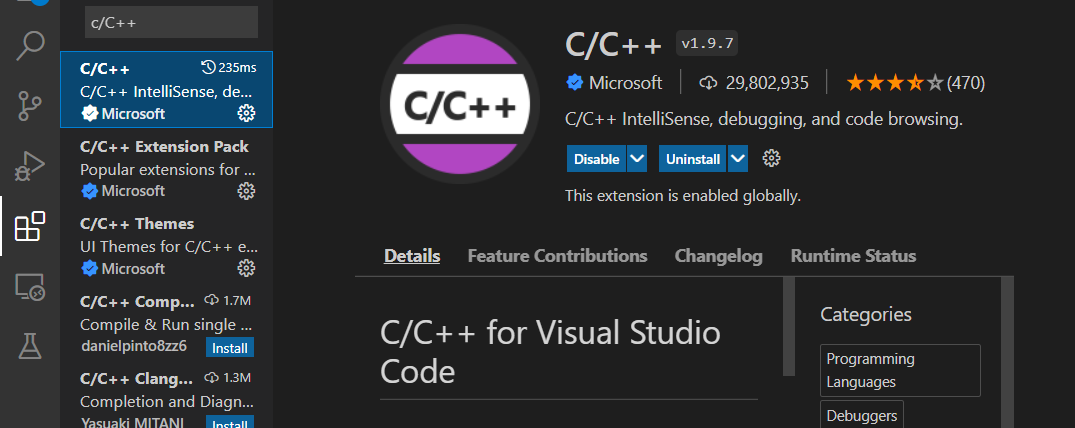 c/C++
C/C++
235ms
C/C++ IntelliSense, de...
Microsoft
C/C++ Extension Pack
Popular extensions for ...
Microsoft
C/C++ Themes
UI Themes for C/C++ e...
Microsoft
C/C++ Comp...
1.7M
Compile & Run single ...
danielpinto8zz6
Install
C/C++ Clang...
1.3M
Completion and Diagn...
Yasuaki MITANI
Install
C/C++
C/C++ v1.9.7
Microsoft
29,802,935
(470)
C/C++ IntelliSense, debugging, and code browsing.
Disable
Uninstall
This extension is enabled globally.
Details
Feature Contributions
Changelog
Runtime Status
C/C++ for Visual Studio
Code
Categories
Programming
Languages
Debuggers